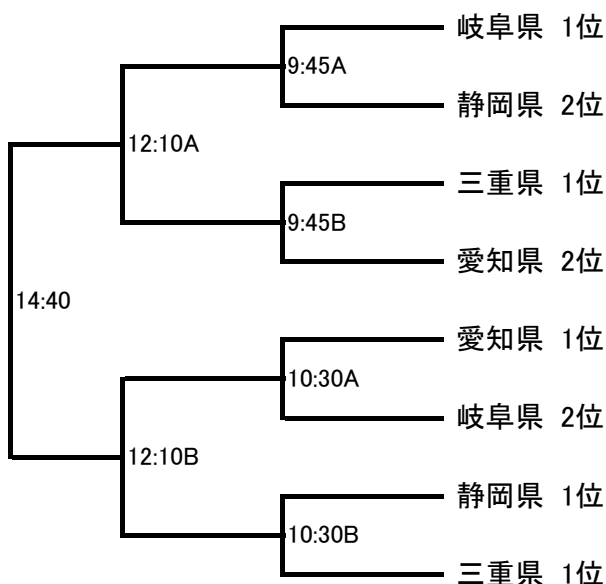 岐阜県 1位
9:45A
静岡県 2位
12:10A
三重県 1位
9:45B
愛知県 2位
14:40
愛知県 1位
10:30A
岐阜県 2位
12:10B
静岡県 1位
10:30B
三重県 1位